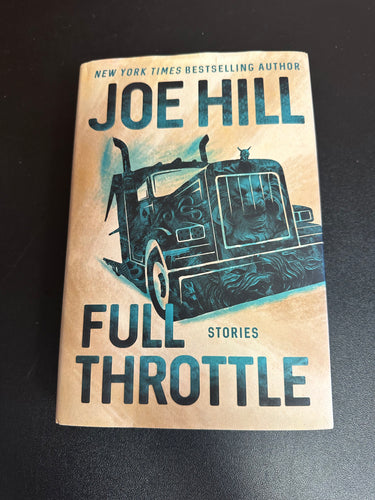 NEW YORK TIMES BESTSELLING AUTHOR
JOE HILL
FULL
STORIES
THROTTLE